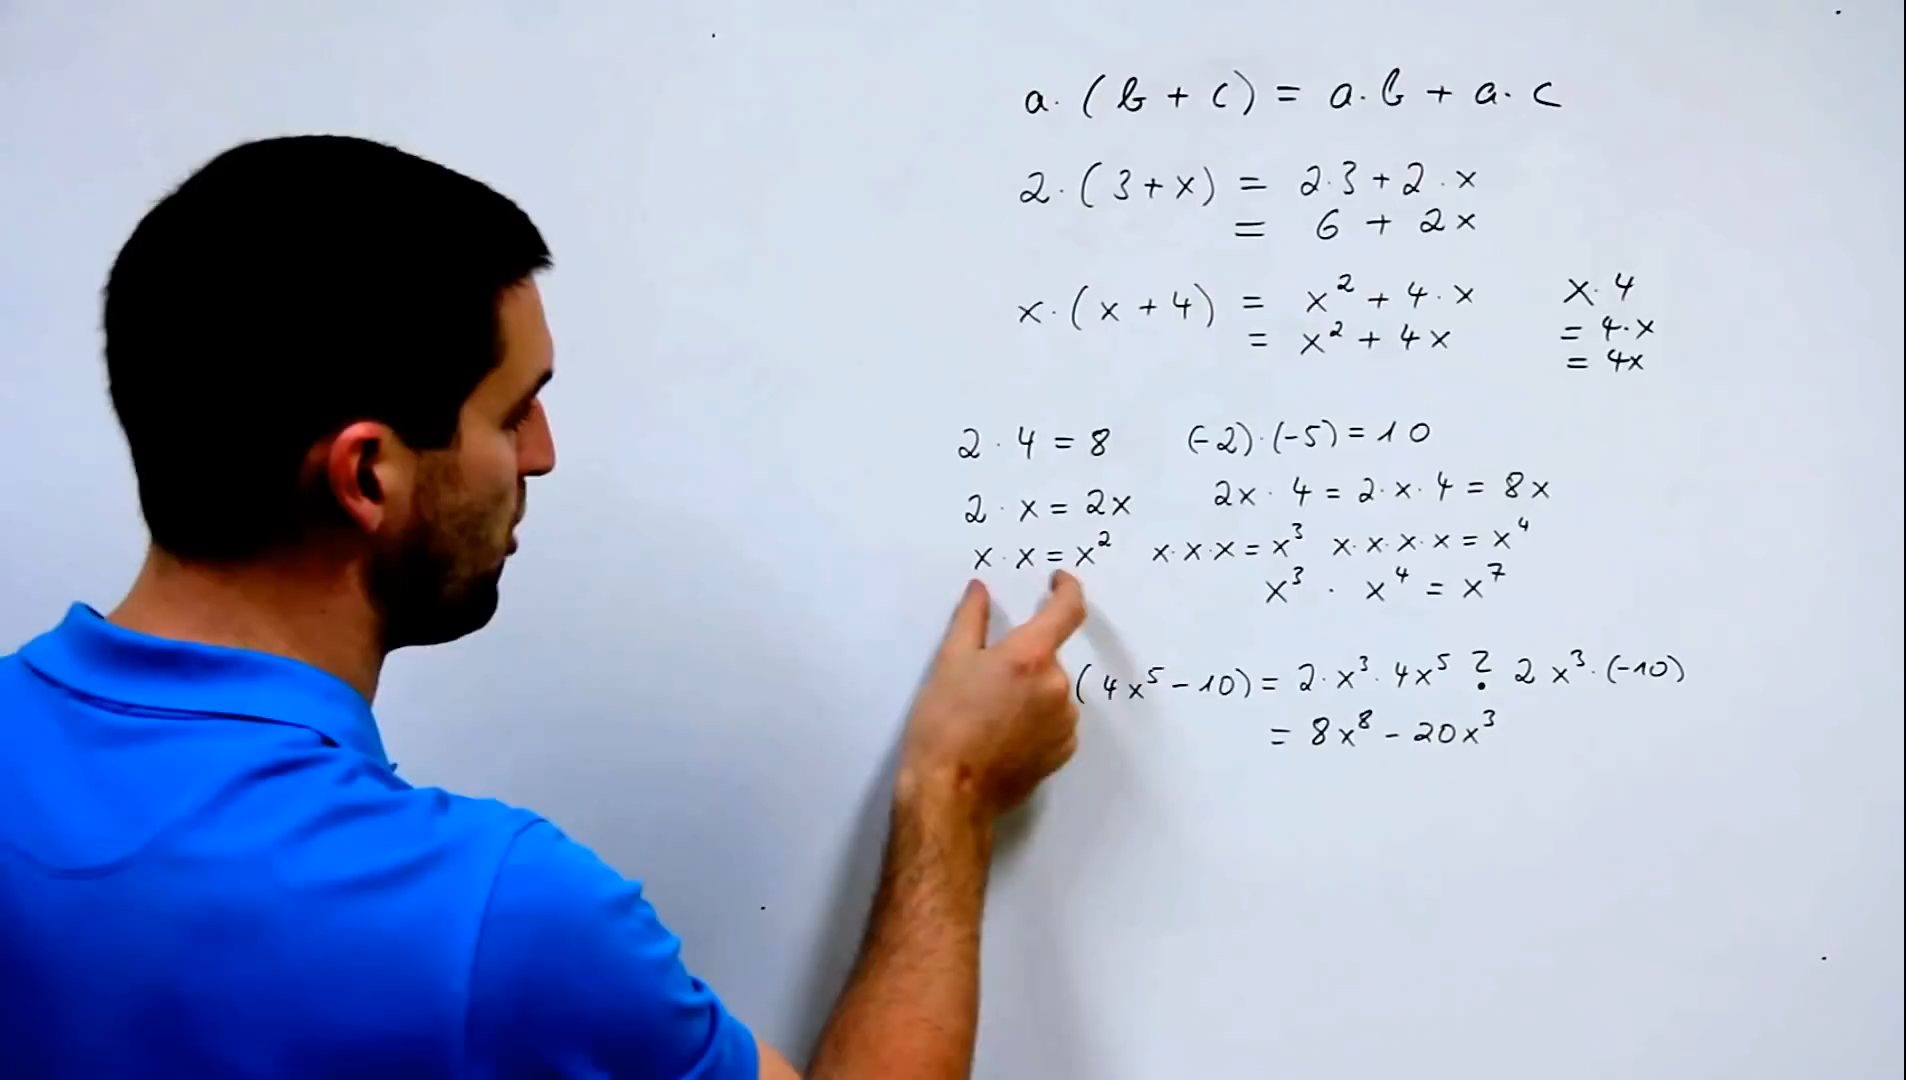 a · (b + c) = a · b + a · c
2 · (3 + x) = 2 · 3 + 2 · x
= 6 + 2x
x · (x + 4) = x² + 4 · x
= x² + 4x
x · 4
= 4 · x
= 4x
2 · 4 = 8 (-2) · (-5) = 10
2 · x = 2x 2x · 4 = 2 · x · 4 = 8x
x · x = x² x · x · x = x³ x · x · x · x = x⁴
x³ · x⁴ = x⁷
(4x⁵ - 10) = 2 · x³ · 4x⁵ ? 2x³ · (-10)
= 8x⁸ - 20x³